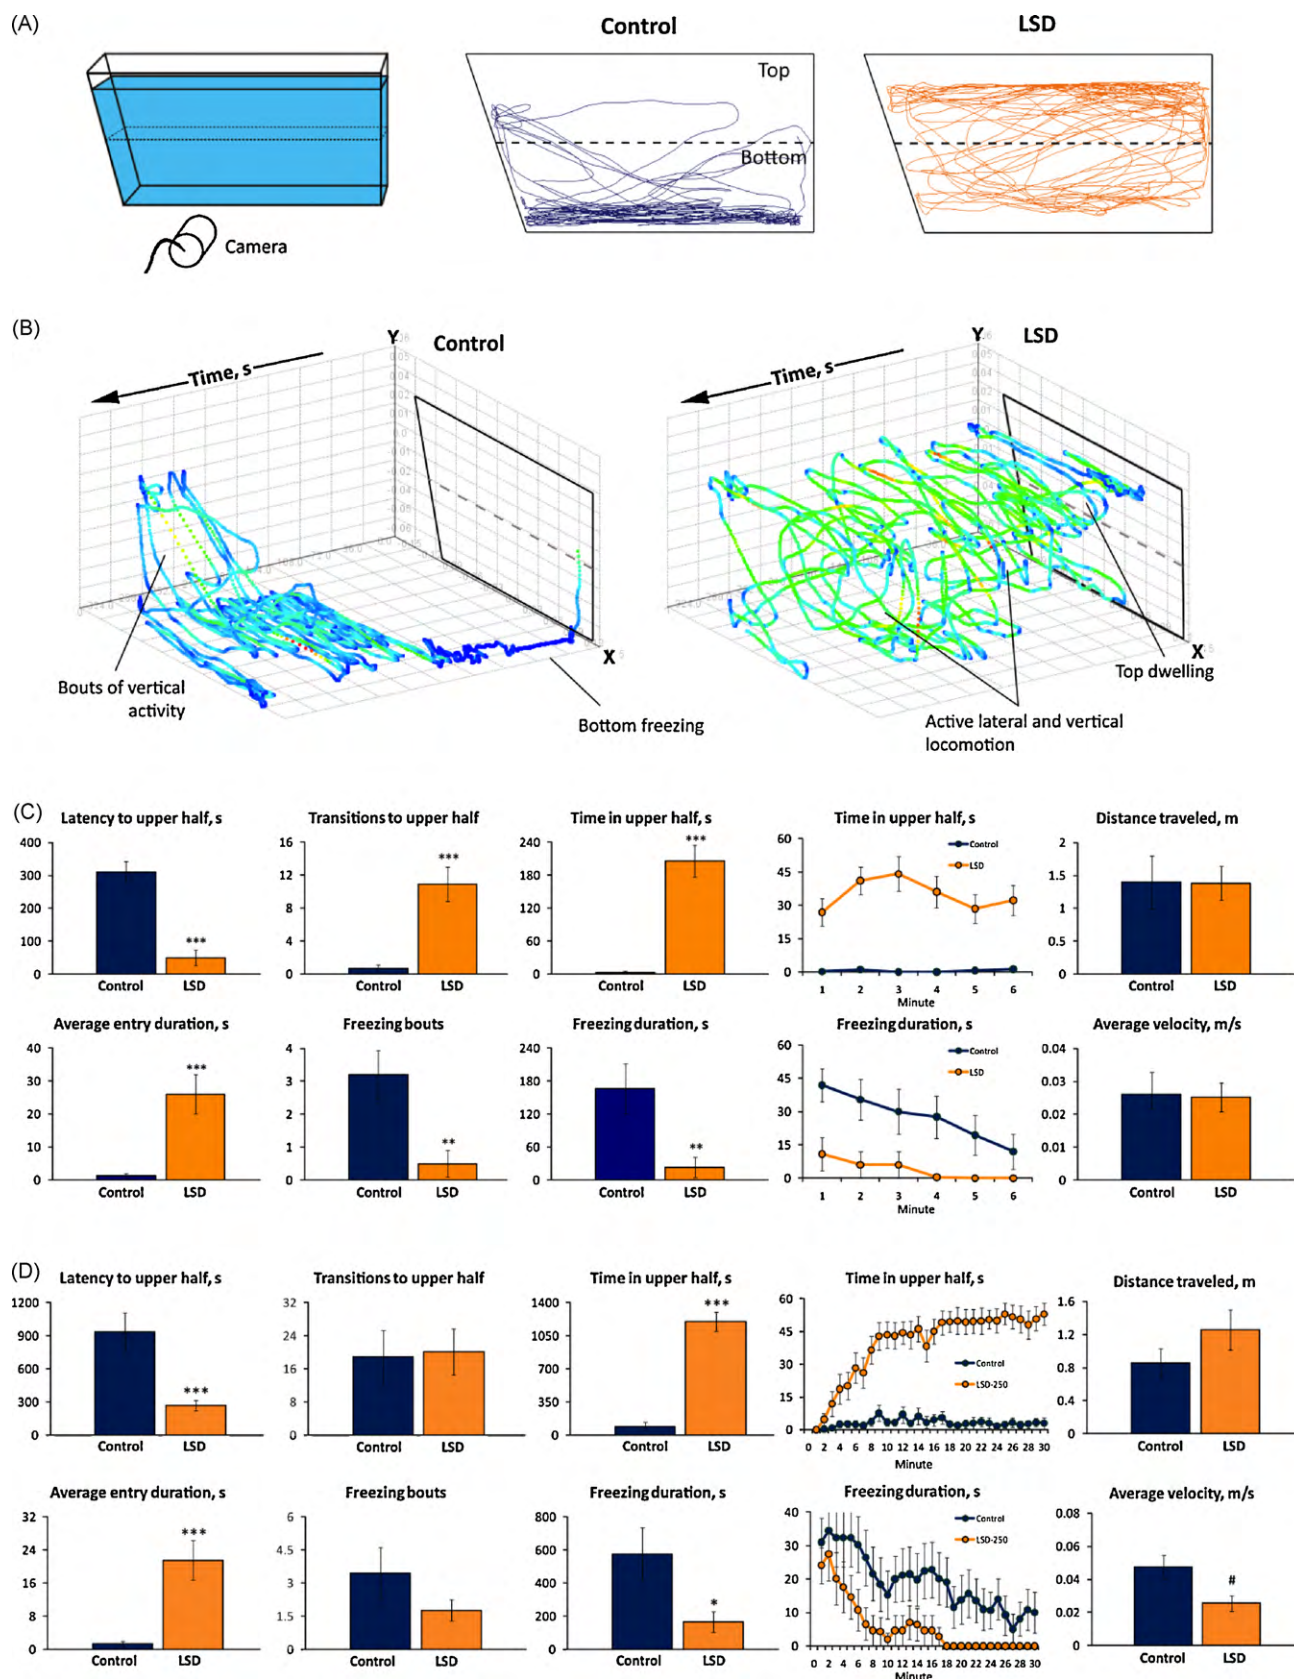 (A)
Control
LSD
Top
Bottom
Camera
(B)
Y
Control
Time, s
X
Bouts of vertical
activity
Bottom freezing
Y
LSD
Time, s
X
Top dwelling
Active lateral and vertical
locomotion
(C)
Latency to upper half, s
400
300
200
100
0
***
Control LSD
Transitions to upper half
16
12
8
4
0
***
Control LSD
Time in upper half, s
240
180
120
60
0
***
Control LSD
Time in upper half, s
60
45
30
15
0
Control
LSD
1 2 3 4 5 6
Minute
Distance traveled, m
2
1.5
1
0.5
0
Control LSD
Average entry duration, s
40
30
20
10
0
***
Control LSD
Freezing bouts
4
3
2
1
0
**
Control LSD
Freezing duration, s
240
180
120
60
0
**
Control LSD
Freezing duration, s
60
45
30
15
0
Control
LSD
1 2 3 4 5 6
Minute
Average velocity, m/s
0.04
0.03
0.02
0.01
0
Control LSD
(D)
Latency to upper half, s
1200
900
600
300
0
***
Control LSD
Transitions to upper half
32
24
16
8
0
Control LSD
Time in upper half, s
1400
1050
700
350
0
***
Control LSD
Time in upper half, s
60
45
30
15
0
Control
LSD-250
0 2 4 6 8 10 12 14 16 18 20 22 24 26 28 30
Minute
Distance traveled, m
1.6
1.2
0.8
0.4
0
Control LSD
Average entry duration, s
32
24
16
8
0
***
Control LSD
Freezing bouts
6
4.5
3
1.5
0
Control LSD
Freezing duration, s
800
600
400
200
0
*
Control LSD
Freezing duration, s
40
30
20
10
0
Control
LSD-250
0 2 4 6 8 10 12 14 16 18 20 22 24 26 28 30
Minute
Average velocity, m/s
0.08
0.06
0.04
0.02
0
#
Control LSD